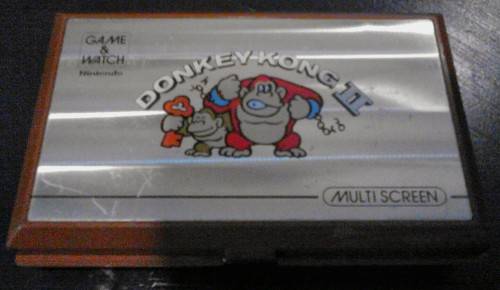 GAME
&
WATCH
Nintendo
DONKEY KONG II
MULTI SCREEN